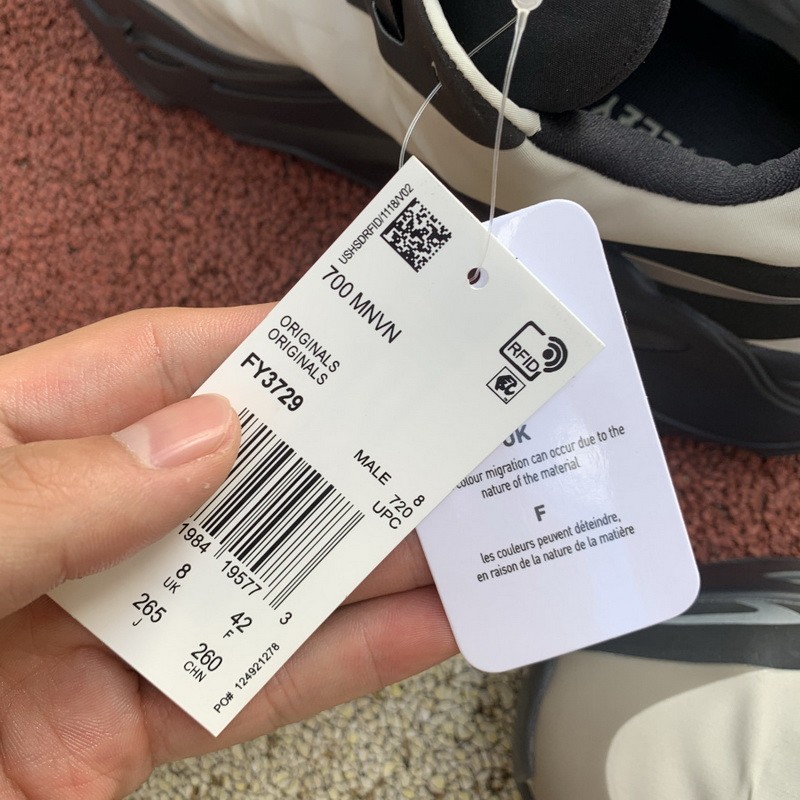 USHSDRFID/1118/V02
700 MNVN
ORIGINALS
ORIGINALS
FY3729
RFID
MALE 8
720
UPC
1984 19577 3
8
UK
42
F
265
J
260
CHN
PO# 124921278
UK
colour migration can occur due to the
nature of the material
F
les couleurs peuvent déteindre,
en raison de la nature de la matière